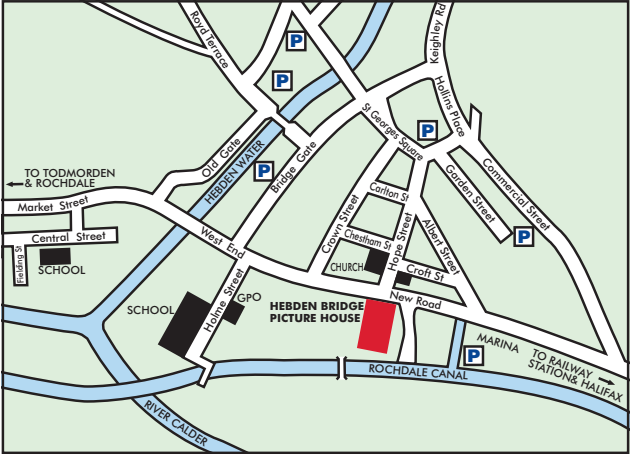 Royd Terrace
P
P
Keighley Rd
Hollins Place
St Georges Square
P
Old Gate
HEBDEN WATER
P
Bridge Gate
TO TODMORDEN
& ROCHDALE
Market Street
Central Street
Fielding St
SCHOOL
West End
Crown Street
Carlton St
Chestham St
CHURCH
Hope Street
Albert Street
Croft St
Garden Street
Commercial Street
P
SCHOOL
Holme Street
GPO
HEBDEN BRIDGE
PICTURE HOUSE
New Road
MARINA
P
TO RAILWAY
STATION& HALIFAX
ROCHDALE CANAL
RIVER CALDER